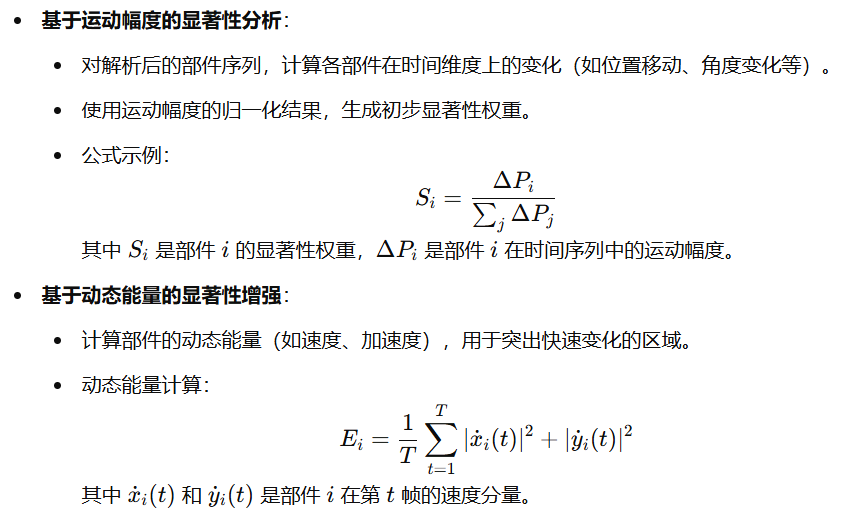 • 基于运动幅度的显著性分析：
• 对解析后的部件序列，计算各部件在时间维度上的变化（如位置移动、角度变化等）。
• 使用运动幅度的归一化结果，生成初步显著性权重。
• 公式示例：
S_i = \frac{\Delta P_i}{\sum_j \Delta P_j}
其中 S_i 是部件 i 的显著性权重，ΔP_i 是部件 i 在时间序列中的运动幅度。
• 基于动态能量的显著性增强：
• 计算部件的动态能量（如速度、加速度），用于突出快速变化的区域。
• 动态能量计算：
E_i = \frac{1}{T} \sum_{t=1}^{T} |\dot{x}_i(t)|^2 + |\dot{y}_i(t)|^2
其中 \dot{x}_i(t) 和 \dot{y}_i(t) 是部件 i 在第 t 帧的速度分量。